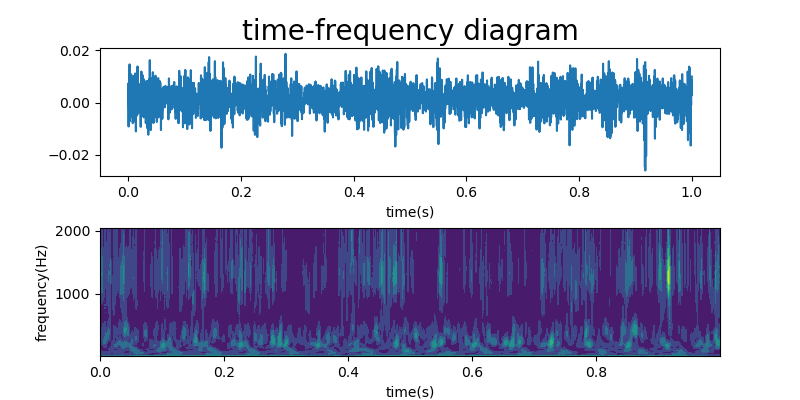 time-frequency diagram
0.02
0.00
−0.02
0.0 0.2 0.4 0.6 0.8 1.0
time(s)
2000
1000
frequency(Hz)
0.0 0.2 0.4 0.6 0.8
time(s)